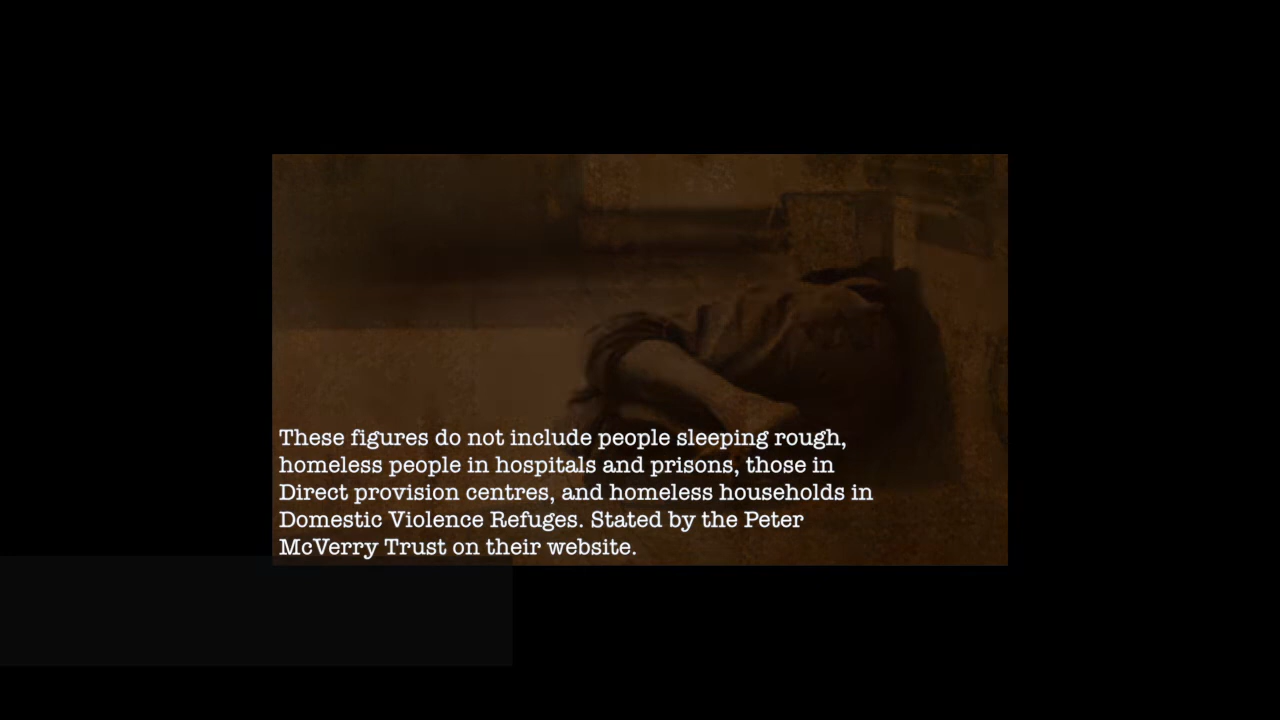 These figures do not include people sleeping rough,
homeless people in hospitals and prisons, those in
Direct provision centres, and homeless households in
Domestic Violence Refuges. Stated by the Peter
McVerry Trust on their website.